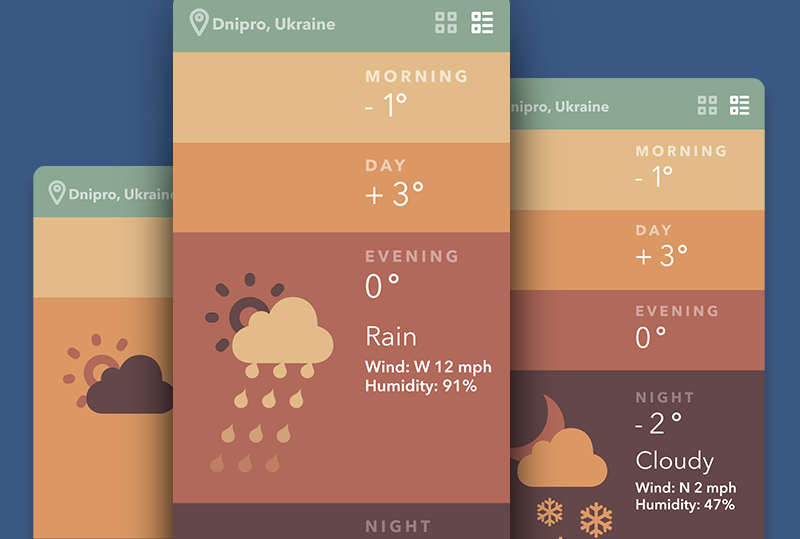 Dnipro, Ukraine
MORNING
- 1°
DAY
+ 3°
EVENING
0°
Rain
Wind: W 12 mph
Humidity: 91%
NIGHT
Dnipro, Ukraine
nipro, Ukraine
MORNING
- 1°
DAY
+ 3°
EVENING
0°
NIGHT
- 2°
Cloudy
Wind: N 2 mph
Humidity: 47%